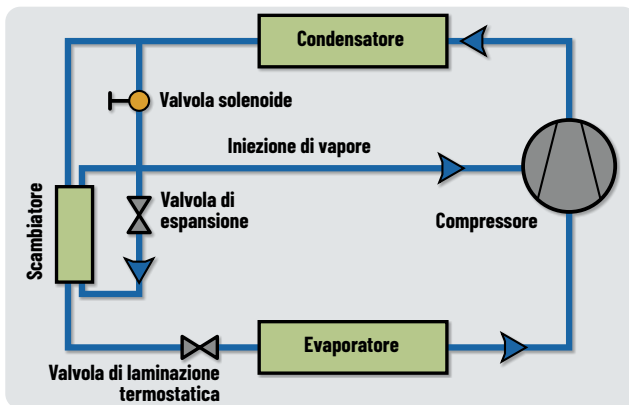 Condensatore
Valvola solenoide
Iniezione di vapore
Valvola di
espansione
Scambiatore
Compressore
Evaporatore
Valvola di laminazione
termostatica